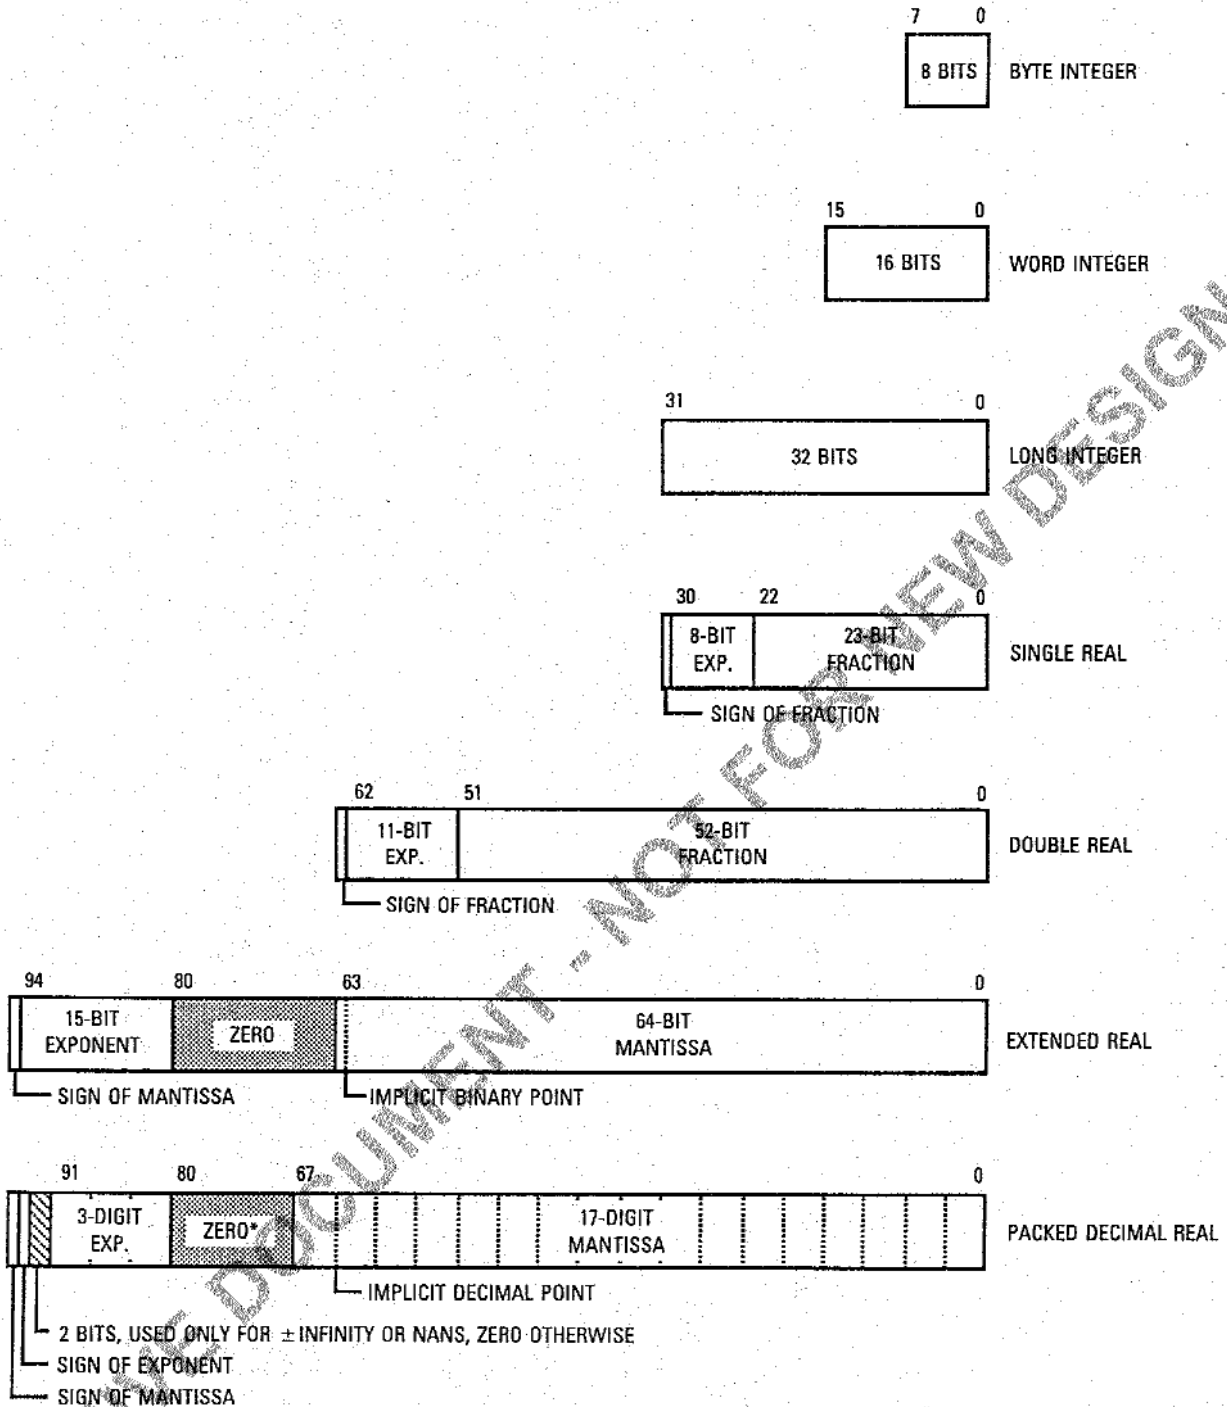 7 0
8 BITS BYTE INTEGER
15 0
16 BITS WORD INTEGER
31 0
32 BITS LONG INTEGER
30 22 0
8-BIT EXP. 23-BIT FRACTION SINGLE REAL
SIGN OF FRACTION
62 51 0
11-BIT EXP. 52-BIT FRACTION DOUBLE REAL
SIGN OF FRACTION
94 80 63 0
15-BIT EXPONENT ZERO 64-BIT MANTISSA EXTENDED REAL
SIGN OF MANTISSA IMPLICIT BINARY POINT
91 80 67 0
3-DIGIT EXP. ZERO* 17-DIGIT MANTISSA PACKED DECIMAL REAL
IMPLICIT DECIMAL POINT
2 BITS, USED ONLY FOR ± INFINITY OR NANS, ZERO OTHERWISE
SIGN OF EXPONENT
SIGN OF MANTISSA
VE DOCUMENT - NOT FOR NEW DESIGN